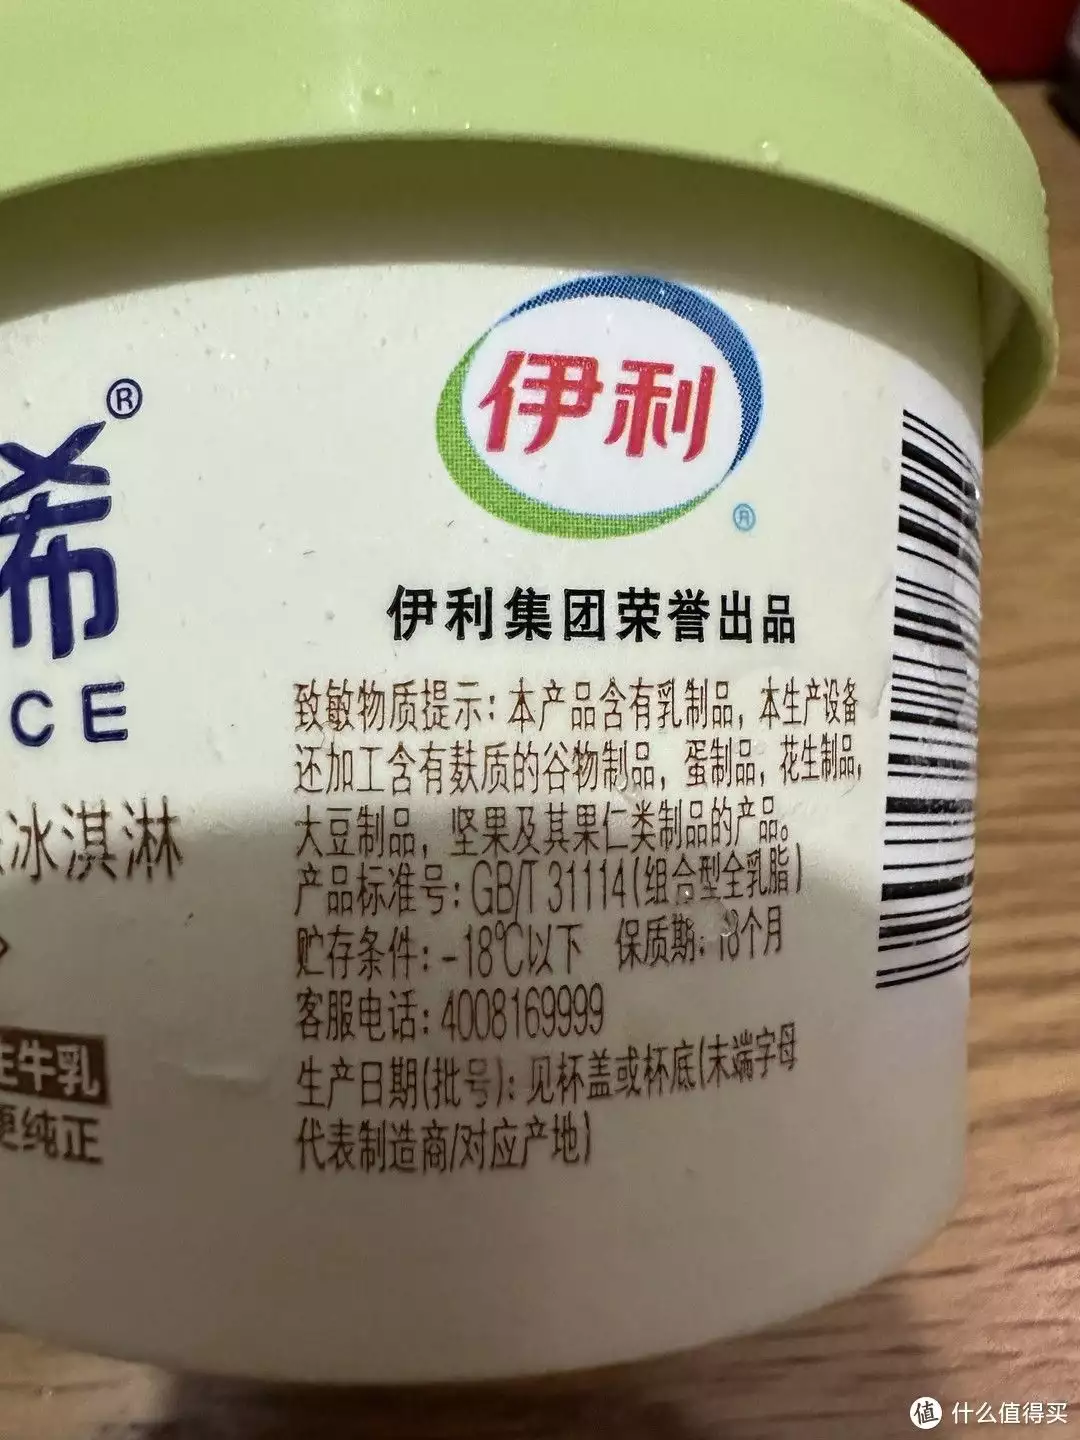 伊利
®
®
希
CE
冰淇淋
生牛乳
更纯正
伊利集团荣誉出品
致敏物质提示：本产品含有乳制品，本生产设备
还加工含有麸质的谷物制品，蛋制品，花生制品，
大豆制品，坚果及其果仁类制品的产品。
产品标准号：GB/T 31114（组合型全乳脂）
贮存条件：-18℃以下 保质期：18个月
客服电话：4008169999
生产日期（批号）：见杯盖或杯底（末端字母
代表制造商/对应产地）
值 什么值得买